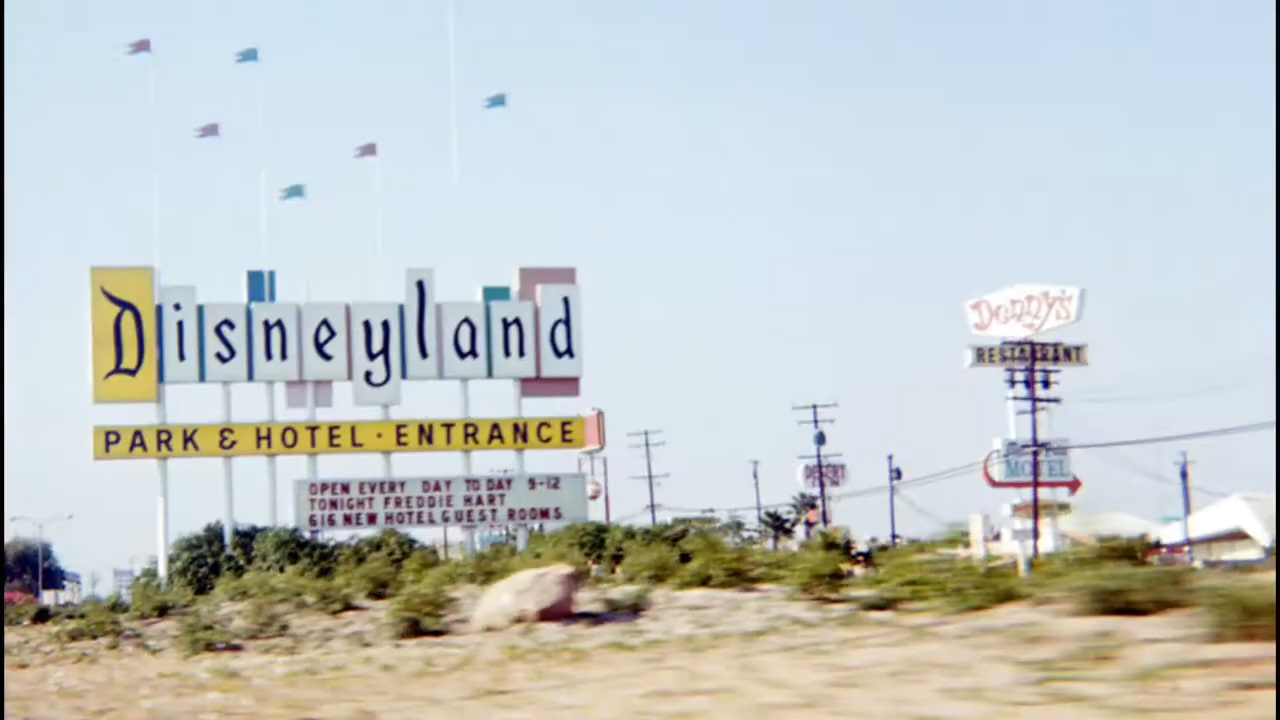 Disneyland
PARK & HOTEL · ENTRANCE
OPEN EVERY DAY TO DAY 9-12
TONIGHT FREDDIE HART
616 NEW HOTEL GUEST ROOMS
Denny's
RESTAURANT
MOTEL